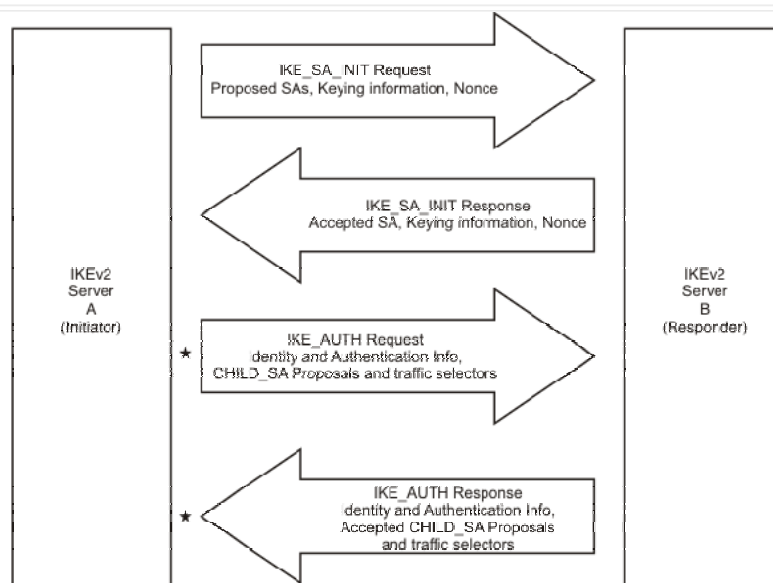 IKE_SA_INIT Request
Proposed SAs, Keying information, Nonce
IKE_SA_INIT Response
Accepted SA, Keying information, Nonce
IKEv2
Server
A
(Initiator)
IKEv2
Server
B
(Responder)
★
IKE_AUTH Request
Identity and Authentication Info,
CHILD_SA Proposals and traffic selectors
★
IKE_AUTH Response
Identity and Authentication Info,
Accepted CHILD_SA Proposals
and traffic selectors